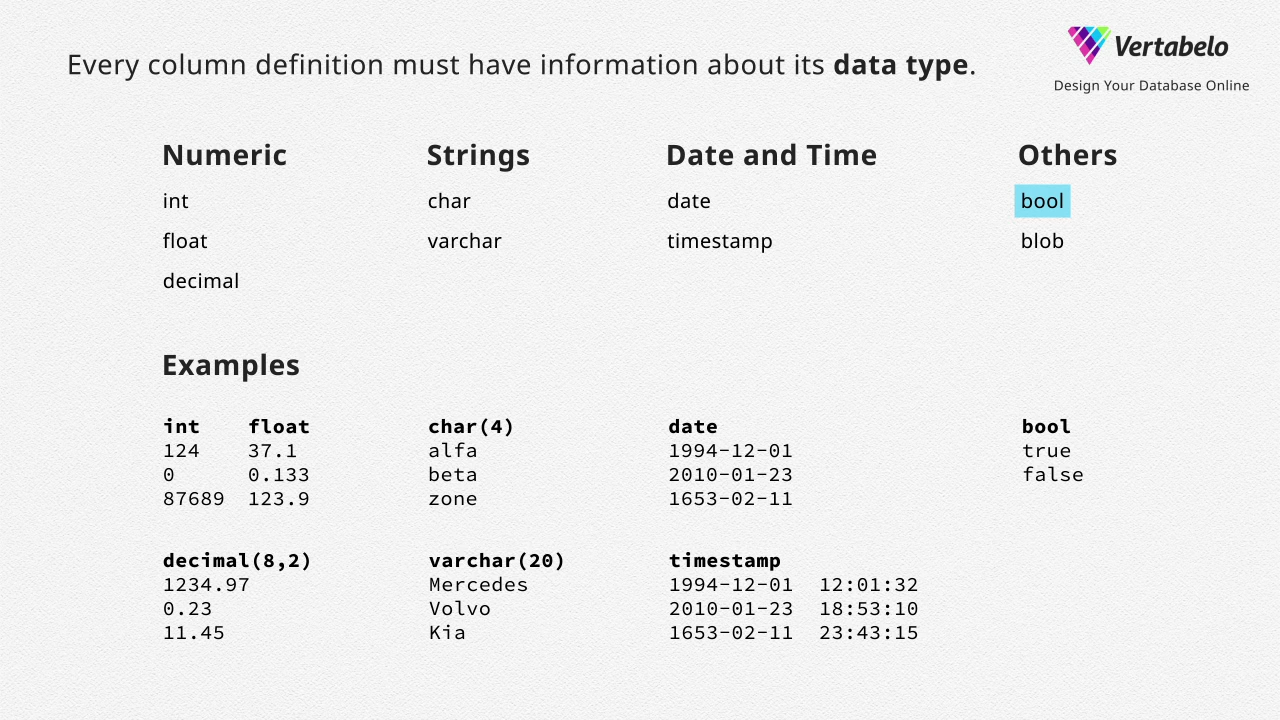 Every column definition must have information about its data type.
Vertabelo
Design Your Database Online
Numeric Strings Date and Time Others
int char date bool
float varchar timestamp blob
decimal
Examples
int float char(4) date bool
124 37.1 alfa 1994-12-01 true
0 0.133 beta 2010-01-23 false
87689 123.9 zone 1653-02-11
decimal(8,2) varchar(20) timestamp
1234.97 Mercedes 1994-12-01 12:01:32
0.23 Volvo 2010-01-23 18:53:10
11.45 Kia 1653-02-11 23:43:15